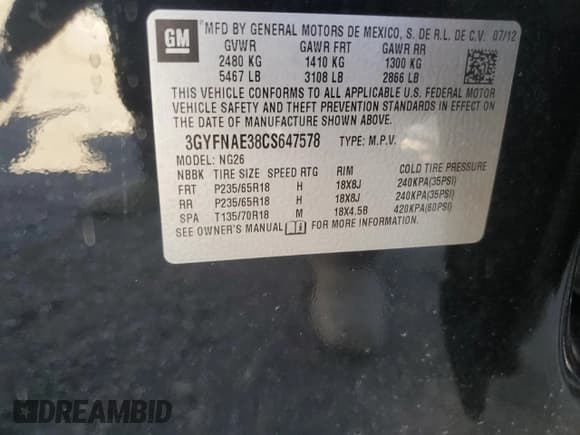 GM
MFD BY GENERAL MOTORS DE MEXICO, S. DE R.L. DE C.V. 07/12
GVWR GAWR FRT GAWR RR
2480 KG 1410 KG 1300 KG
5467 LB 3108 LB 2866 LB
THIS VEHICLE CONFORMS TO ALL APPLICABLE U.S. FEDERAL MOTOR
VEHICLE SAFETY AND THEFT PREVENTION STANDARDS IN EFFECT ON
THE DATE OF MANUFACTURE SHOWN ABOVE.
3GYFNAE38CS647578 TYPE: M.P.V.
MODEL: NG26
NBBK TIRE SIZE SPEED RTG RIM COLD TIRE PRESSURE
FRT P235/65R18 H 18X8J 240KPA(35PSI)
RR P235/65R18 H 18X8J 240KPA(35PSI)
SPA T135/70R18 M 18X4.5B 420KPA(60PSI)
SEE OWNER'S MANUAL FOR MORE INFORMATION
DREAMBID